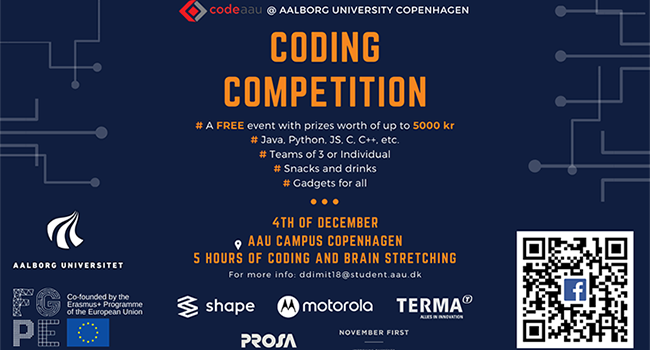 codeaau @ AALBORG UNIVERSITY COPENHAGEN
CODING
COMPETITION
# A FREE event with prizes worth of up to 5000 kr
# Java, Python, JS, C, C++, etc.
# Teams of 3 or Individual
# Snacks and drinks
# Gadgets for all
4TH OF DECEMBER
AAU CAMPUS COPENHAGEN
5 HOURS OF CODING AND BRAIN STRETCHING
For more info: ddimit18@student.aau.dk
AALBORG UNIVERSITET
FG
PE
Co-founded by the
Erasmus+ Programme
of the European Union
shape
motorola
TERMA
ALLIES IN INNOVATION
PROSA
NOVEMBER FIRST
f